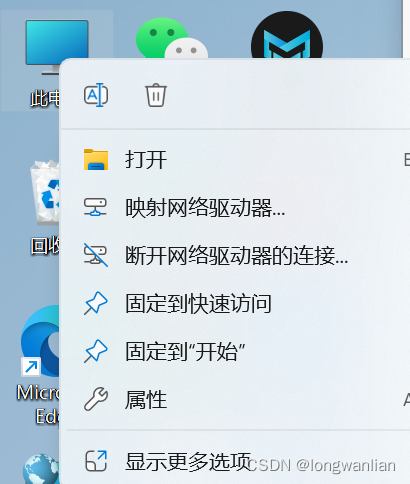 此电
打开
映射网络驱动器...
断开网络驱动器的连接...
回收
固定到快速访问
固定到“开始”
Micro
Ed
属性
显示更多选项
CSDN @longwanlian